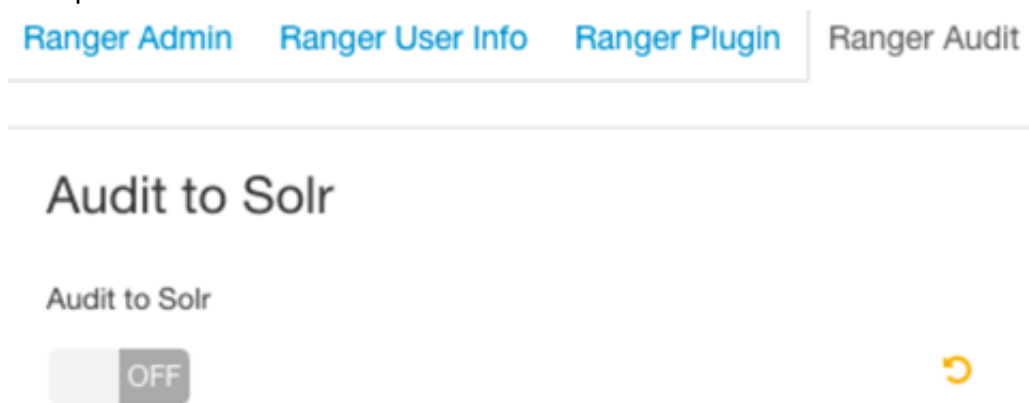 Ranger Admin Ranger User Info Ranger Plugin Ranger Audit
Audit to Solr
Audit to Solr
OFF